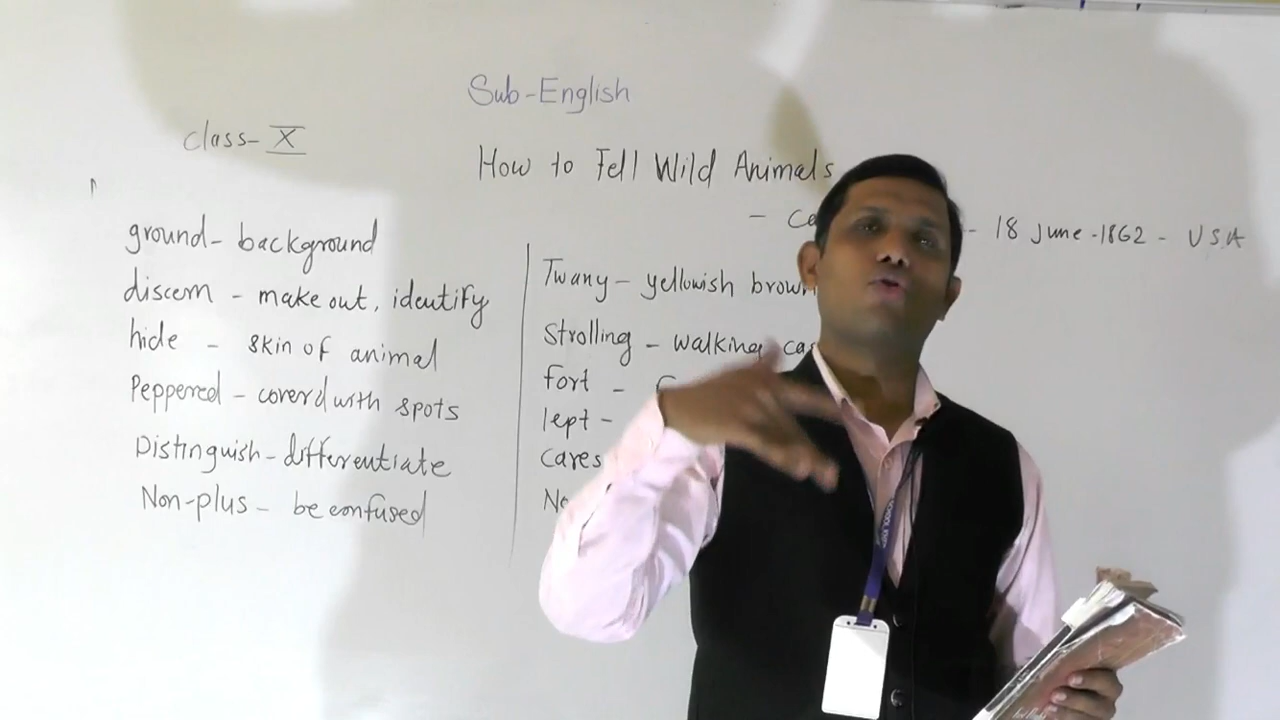 Sub-English
Class-X
How to Fell Wild Animals
- 18 June-1862 - USA
ground- background
discern - make out, identify
hide - skin of animal
Peppered - coverd with spots
Distinguish - differentiate
Non-plus - be confused
Twany - yellowish brown
Strolling - walking
fort -
lept -
cares